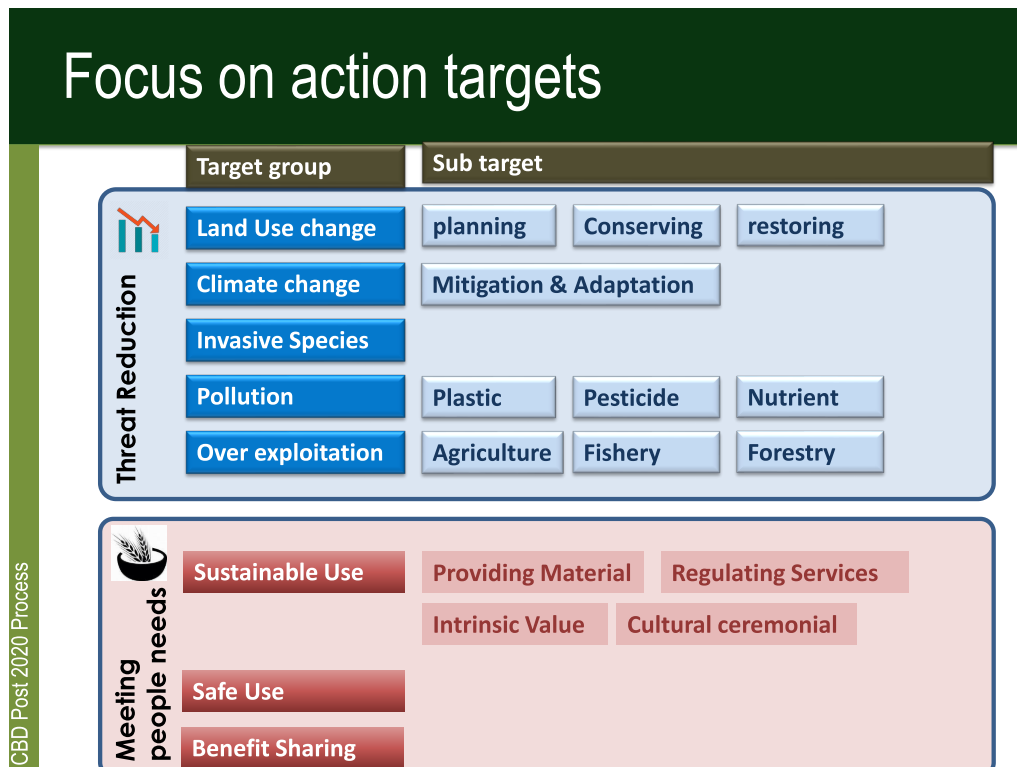 Focus on action targets
Target group
Sub target
Threat Reduction
Land Use change
planning
Conserving
restoring
Climate change
Mitigation & Adaptation
Invasive Species
Pollution
Plastic
Pesticide
Nutrient
Over exploitation
Agriculture
Fishery
Forestry
Meeting
people needs
Sustainable Use
Providing Material
Regulating Services
Intrinsic Value
Cultural ceremonial
Safe Use
Benefit Sharing
CBD Post 2020 Process